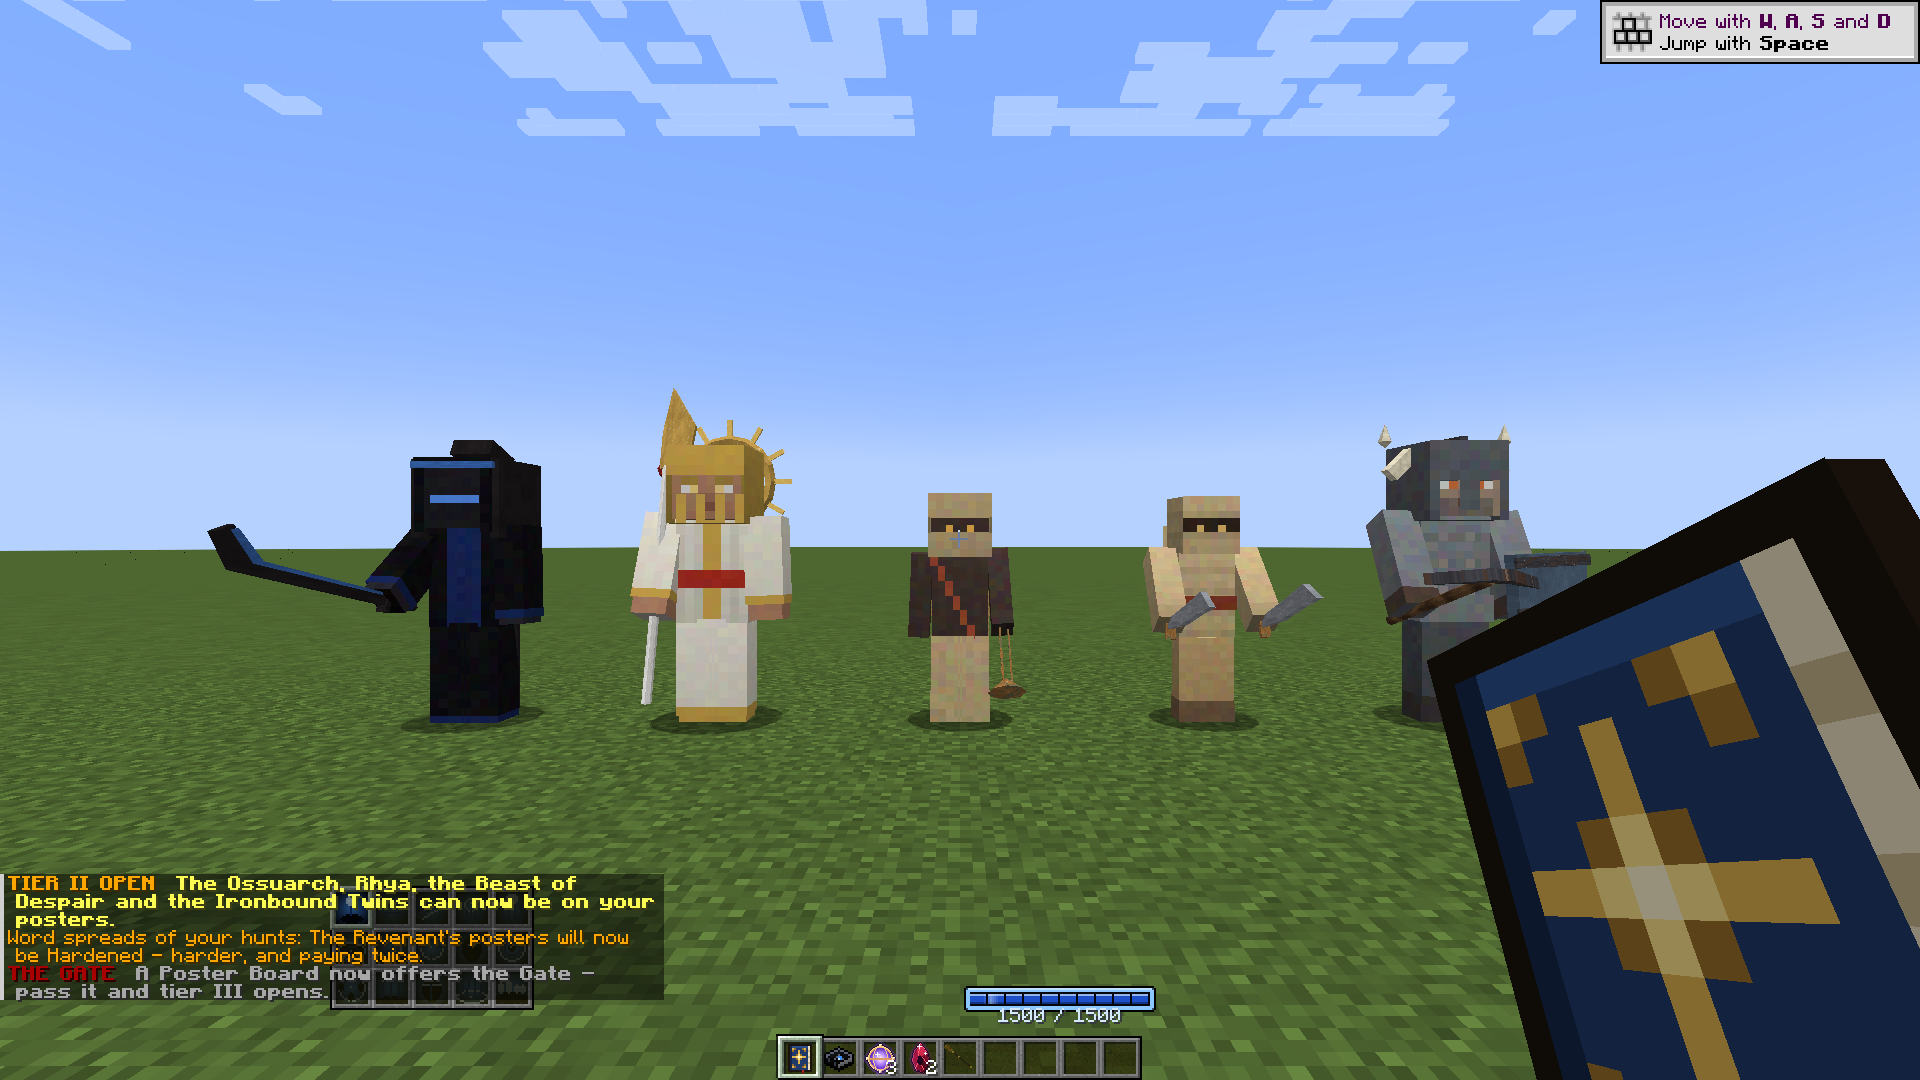 Move with W, A, S and D
Jump with Space
TIER II OPEN The Ossuarch, Rhya, the Beast of
Despair and the Ironbound Twins can now be on your
posters.
Word spreads of your hunts: The Revenant's posters will now
be Hardened - harder, and paying twice.
THE GATE A Poster Board now offers the Gate -
pass it and tier III opens.
1500 / 1500
3
2